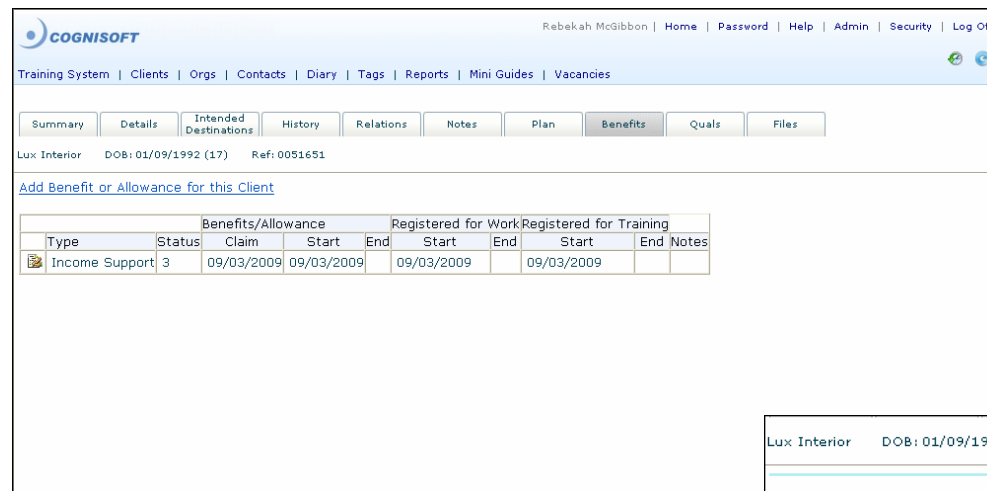 COGNISOFT
Rebekah McGibbon | Home | Password | Help | Admin | Security | Log Of
Training System | Clients | Orgs | Contacts | Diary | Tags | Reports | Mini Guides | Vacancies
Summary Details Intended Destinations History Relations Notes Plan Benefits Quals Files
Lux Interior DOB: 01/09/1992 (17) Ref: 0051651
Add Benefit or Allowance for this Client
Benefits/Allowance Registered for Work Registered for Training
Type Status Claim Start End Start End Start End Notes
Income Support 3 09/03/2009 09/03/2009 09/03/2009 09/03/2009
Lux Interior DOB: 01/09/19